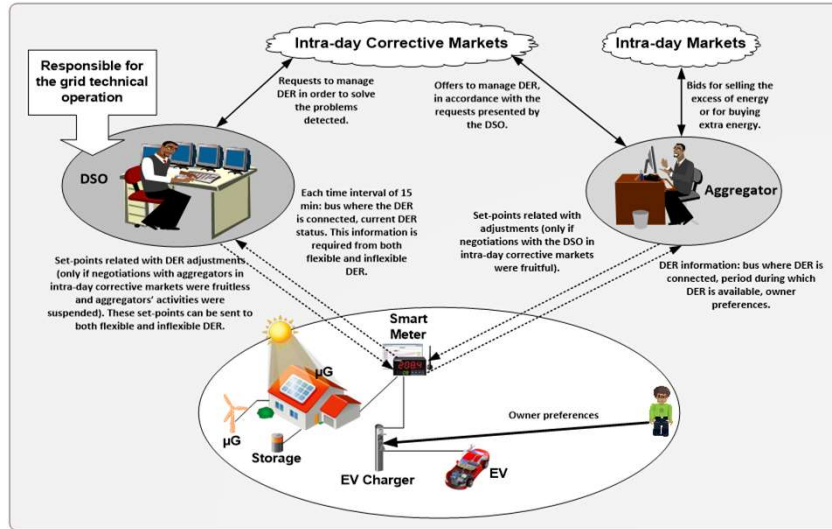 Intra-day Corrective Markets
Intra-day Markets
Responsible for
the grid technical
operation
Requests to manage
DER in order to solve
the problems
detected.
Offers to manage DER,
in accordance with the
requests presented by
the DSO.
Bids for selling the
excess of energy
or for buying
extra energy.
DSO
Aggregator
Each time interval of 15
min: bus where the DER
is connected, current DER
status. This information is
required from both
flexible and inflexible
DER.
Set-points related with
adjustments (only if
negotiations with the DSO in
intra-day corrective markets
were fruitful).
Set-points related with DER adjustments
(only if negotiations with aggregators in
intra-day corrective markets were fruitless
and aggregators' activities were
suspended). These set-points can be sent to
both flexible and inflexible DER.
DER information: bus where DER is
connected, period during which
DER is available, owner
preferences.
Smart
Meter
208.4
µG
µG
Storage
Owner preferences
EV Charger
EV